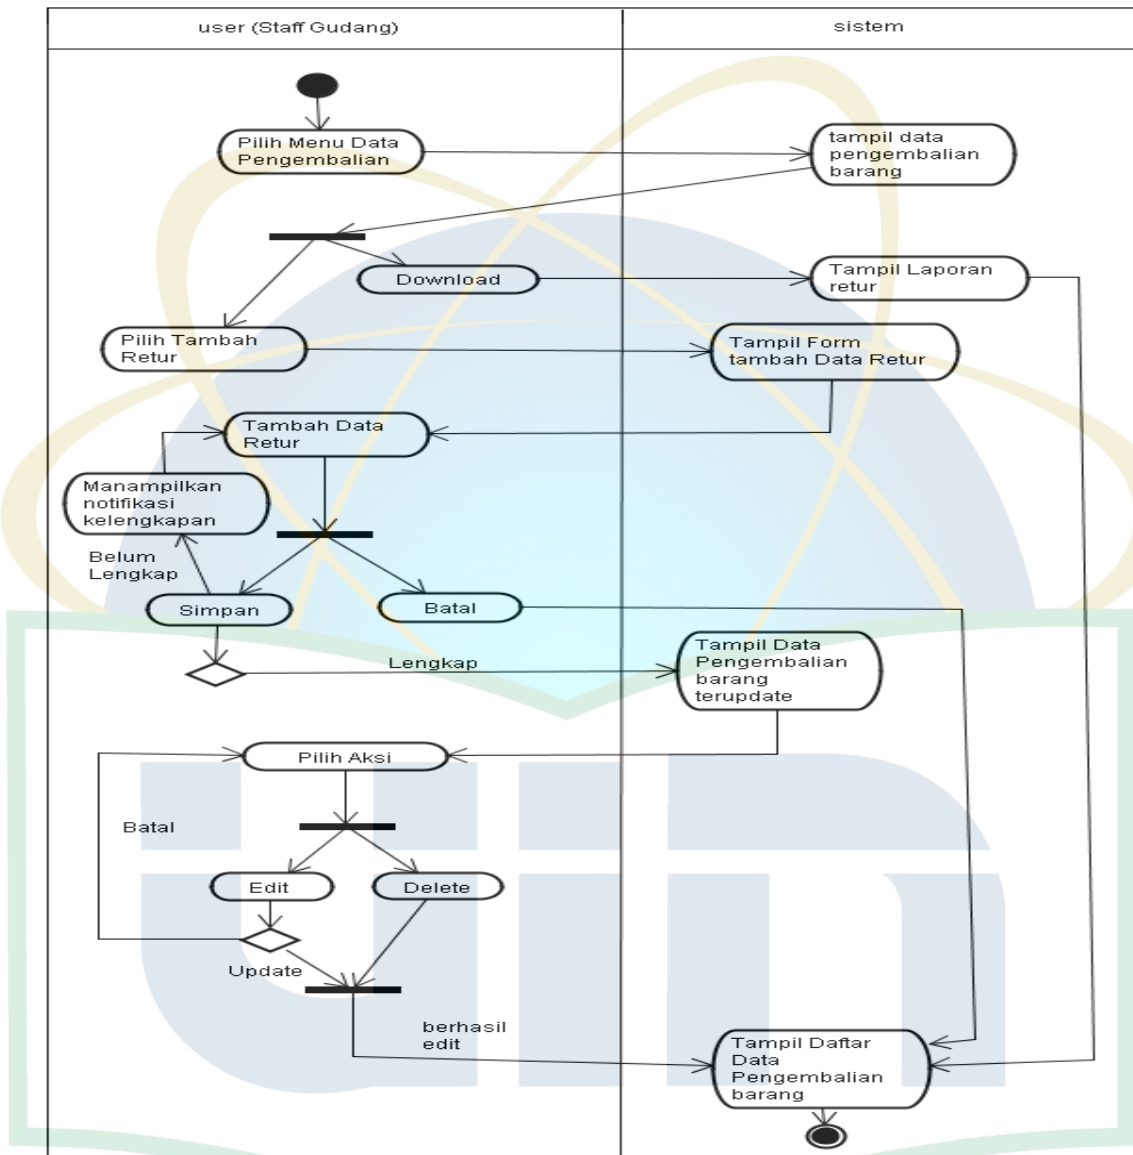 user (Staff Gudang)
sistem
Pilih Menu Data
Pengembalian
tampil data
pengembalian
barang
Download
Tampil Laporan
retur
Pilih Tambah
Retur
Tampil Form
tambah Data Retur
Tambah Data
Retur
Manampilkan
notifikasi
kelengkapan
Belum
Lengkap
Simpan
Batal
Lengkap
Tampil Data
Pengembalian
barang
terupdate
Pilih Aksi
Batal
Edit
Delete
Update
berhasil
edit
Tampil Daftar
Data
Pengembalian
barang
uin